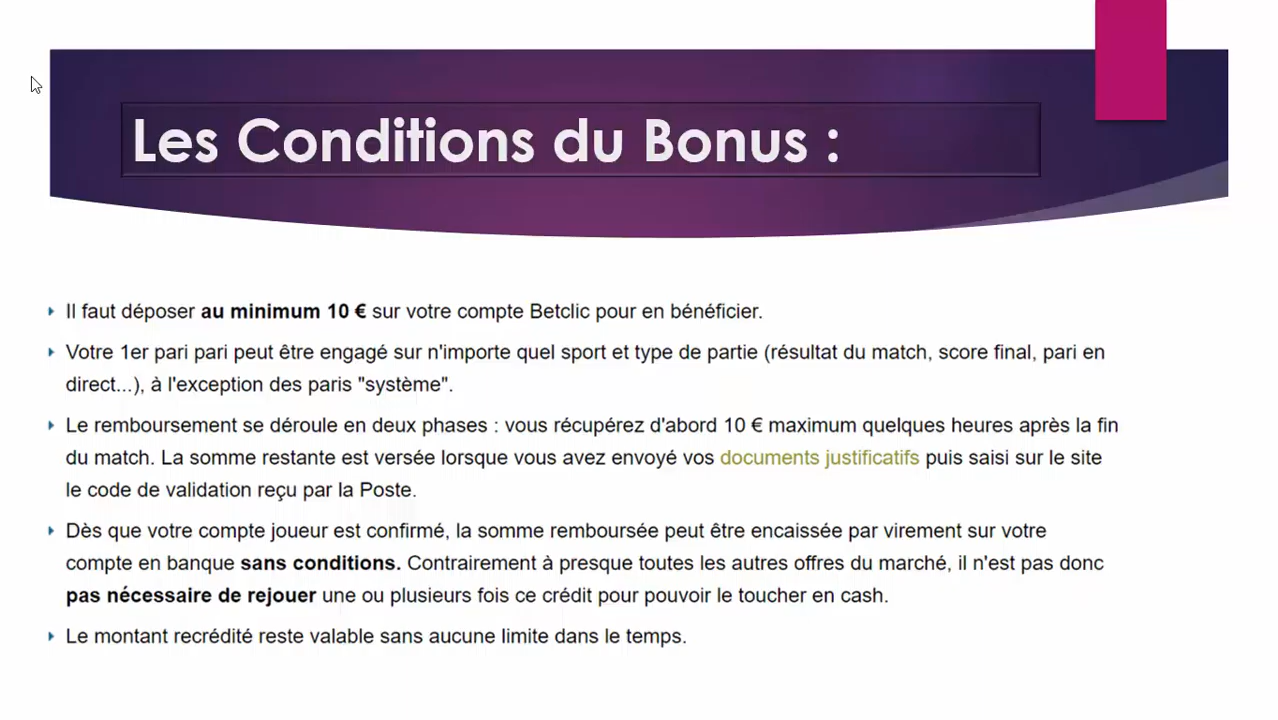 Les Conditions du Bonus :
Il faut déposer au minimum 10 € sur votre compte Betclic pour en bénéficier.
Votre 1er pari pari peut être engagé sur n'importe quel sport et type de partie (résultat du match, score final, pari en
direct...), à l'exception des paris "système".
Le remboursement se déroule en deux phases : vous récupérez d'abord 10 € maximum quelques heures après la fin
du match. La somme restante est versée lorsque vous avez envoyé vos documents justificatifs puis saisi sur le site
le code de validation reçu par la Poste.
Dès que votre compte joueur est confirmé, la somme remboursée peut être encaissée par virement sur votre
compte en banque sans conditions. Contrairement à presque toutes les autres offres du marché, il n'est pas donc
pas nécessaire de rejouer une ou plusieurs fois ce crédit pour pouvoir le toucher en cash.
Le montant recrédité reste valable sans aucune limite dans le temps.